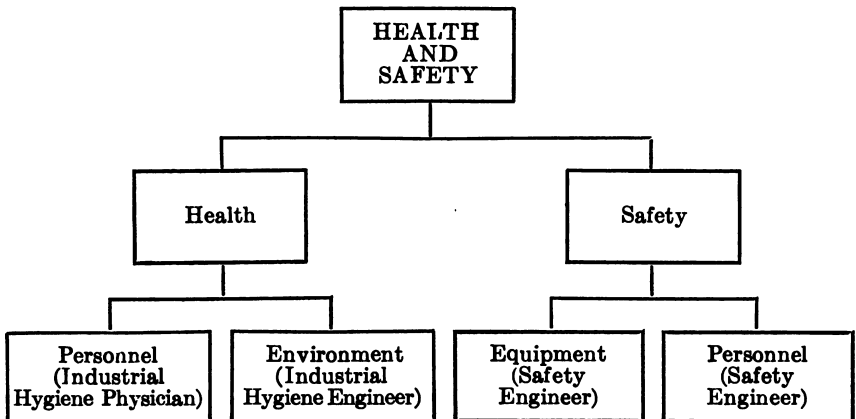 HEALTH
AND
SAFETY
Health
Safety
Personnel
(Industrial
Hygiene Physician)
Environment
(Industrial
Hygiene Engineer)
Equipment
(Safety
Engineer)
Personnel
(Safety
Engineer)